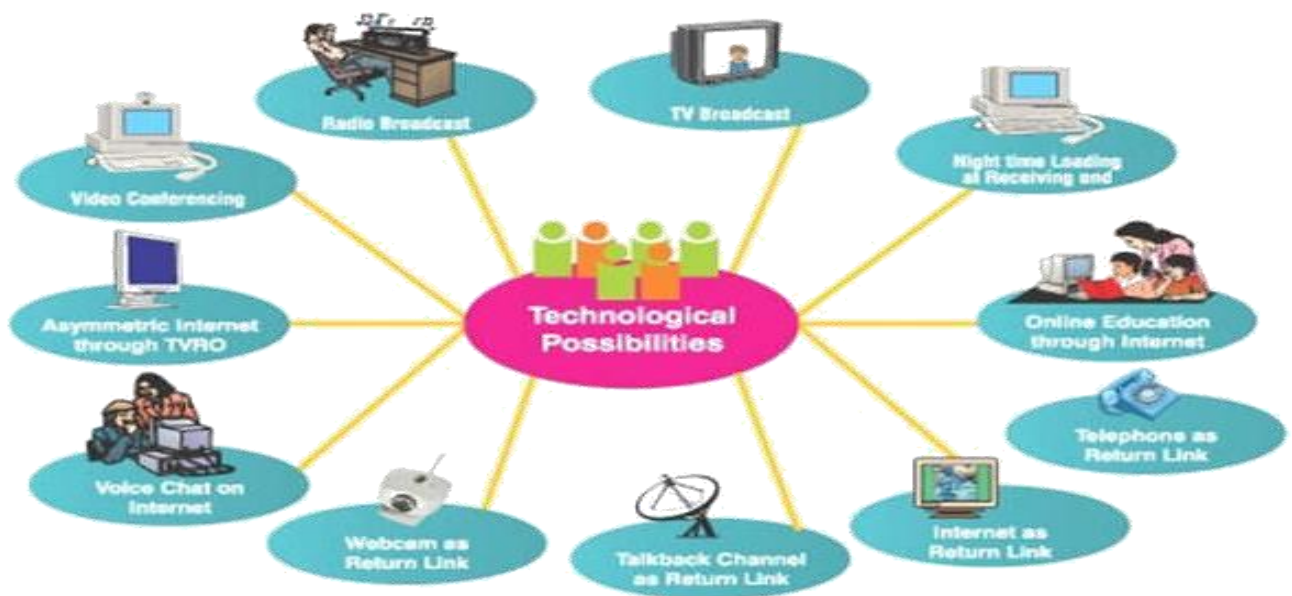 Radio Broadcast
TV Broadcast
Night time Loading
at Receiving end
Video Conferencing
Technological
Possibilities
Asymmetric Internet
through TVRO
Online Education
through Internet
Telephone as
Return Link
Voice Chat on
Internet
Webcam as
Return Link
Talkback Channel
as Return Link
Internet as
Return Link